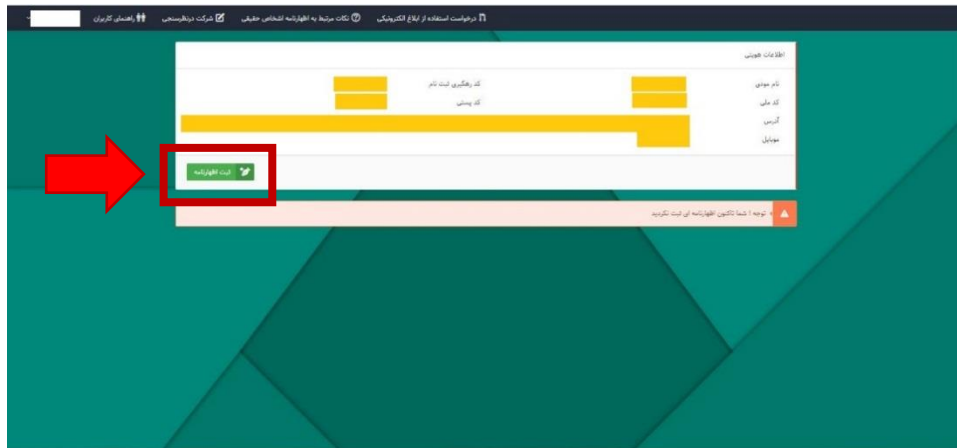 درخواست استفاده از ابلاغ الکترونیکی نکات مرتبط به اظهارنامه اشخاص حقیقی شرکت درنظرسنجی راهنمای کاربران
اطلاعات هویتی
نام مودی کد رهگیری ثبت نام
کد ملی کد پستی
آدرس
موبایل
ثبت اظهارنامه
توجه ! شما تاکنون اظهارنامه ای ثبت نکردید